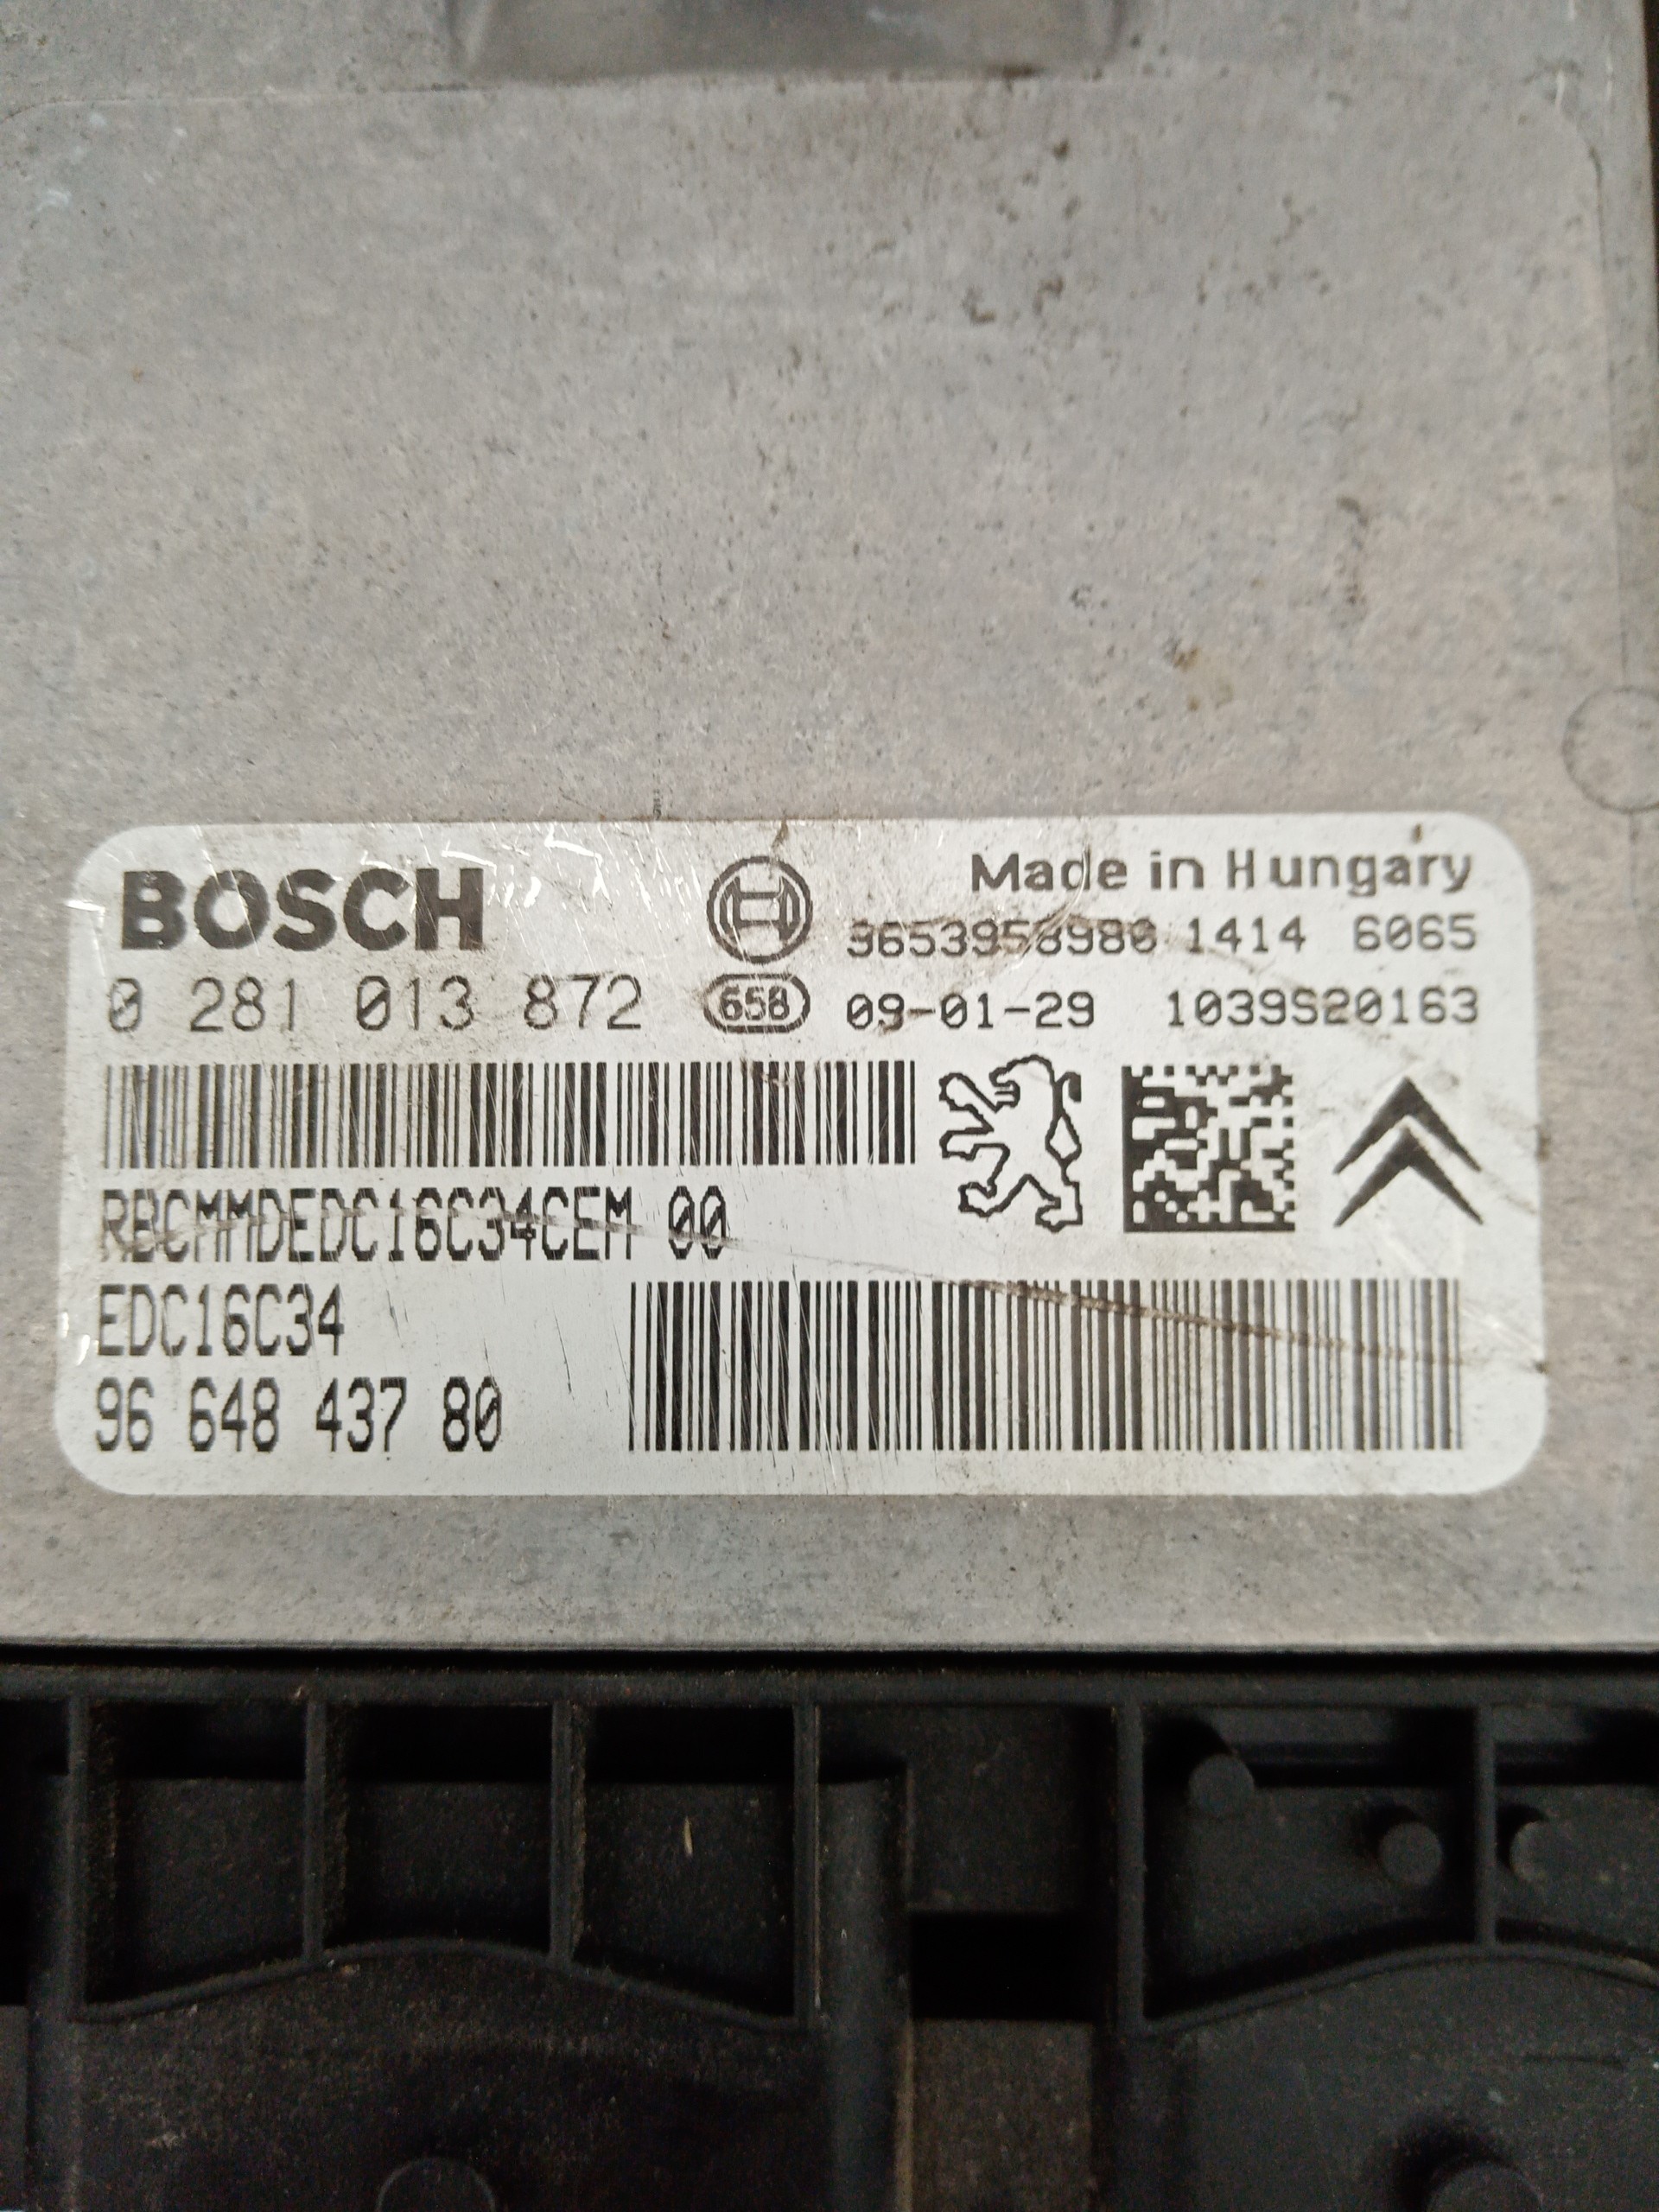 BOSCH
Made in Hungary
9653958980 1414 6065
0 281 013 872
658
09-01-29 1039S20163
RBCMMDEDC16C34CEM 00
EDC16C34
96 648 437 80